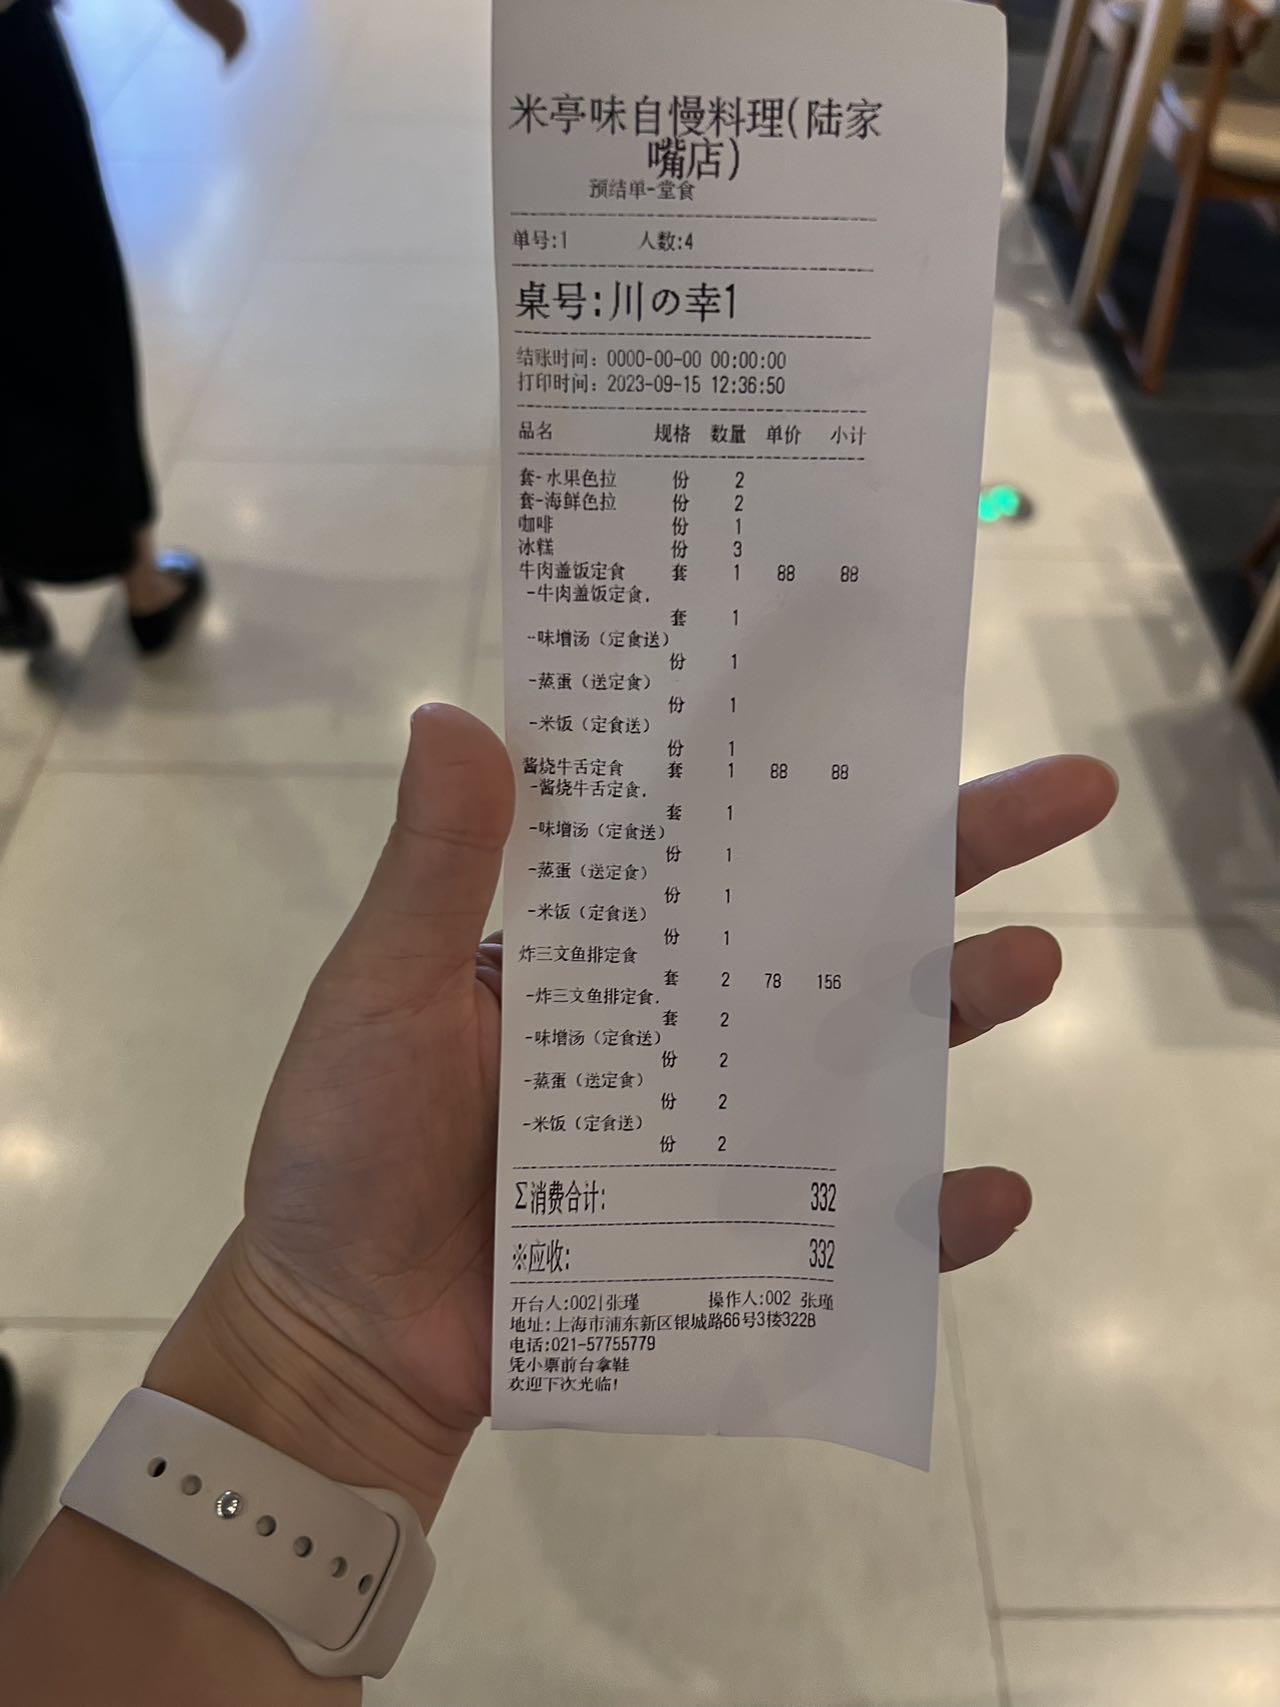 米亭味自慢料理(陆家
嘴店)
预结单-堂食
单号:1 人数:4
桌号:川の幸1
结账时间: 0000-00-00 00:00:00
打印时间: 2023-09-15 12:36:50
品名 规格 数量 单价 小计
套-水果色拉 份 2
套-海鲜色拉 份 2
咖啡 份 1
冰糕 份 3
牛肉盖饭定食 套 1 88 88
-牛肉盖饭定食.
套 1
-味增汤(定食送)
份 1
-蒸蛋(送定食)
份 1
-米饭(定食送)
份 1
酱烧牛舌定食 套 1 88 88
-酱烧牛舌定食.
套 1
-味增汤(定食送)
份 1
-蒸蛋(送定食)
份 1
-米饭(定食送)
份 1
炸三文鱼排定食
套 2 78 156
-炸三文鱼排定食.
套 2
-味增汤(定食送)
份 2
-蒸蛋(送定食)
份 2
-米饭(定食送)
份 2
Σ消费合计: 332
※应收: 332
开台人:002|张瑾 操作人:002 张瑾
地址:上海市浦东新区银城路66号3楼322B
电话:021-57755779
凭小票前台拿鞋
欢迎下次光临!